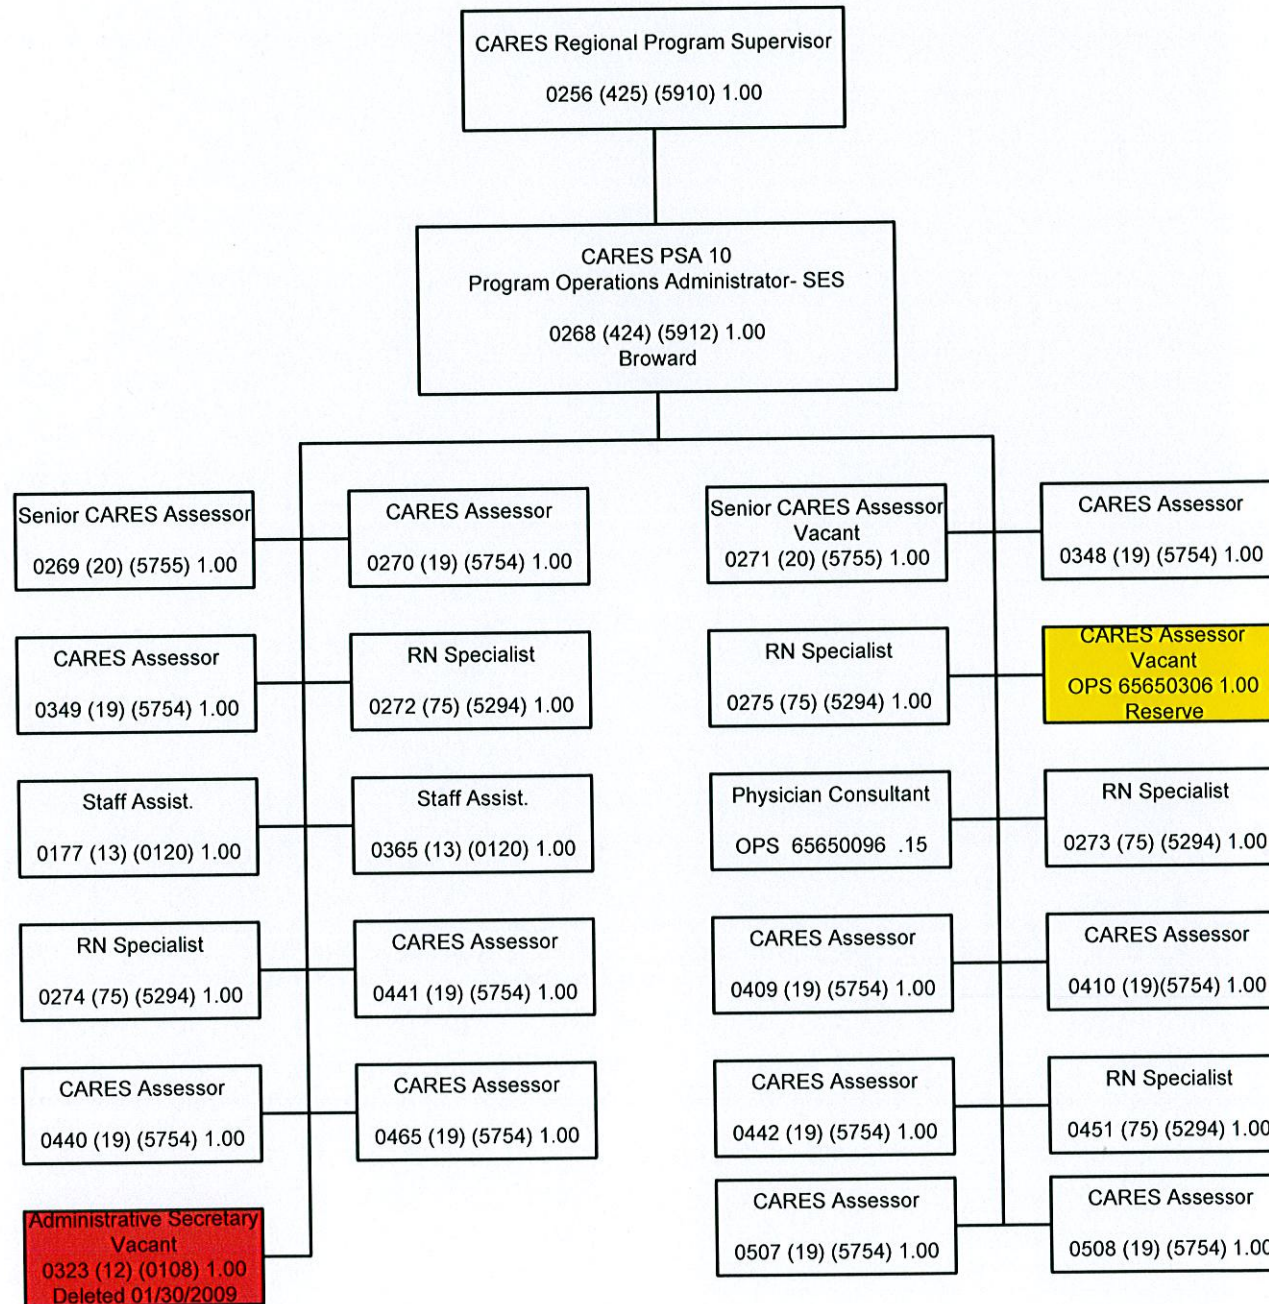 CARES Regional Program Supervisor
0256 (425) (5910) 1.00
CARES PSA 10
Program Operations Administrator- SES
0268 (424) (5912) 1.00
Broward
Senior CARES Assessor
0269 (20) (5755) 1.00
CARES Assessor
0270 (19) (5754) 1.00
Senior CARES Assessor
Vacant
0271 (20) (5755) 1.00
CARES Assessor
0348 (19) (5754) 1.00
CARES Assessor
0349 (19) (5754) 1.00
RN Specialist
0272 (75) (5294) 1.00
RN Specialist
0275 (75) (5294) 1.00
CARES Assessor
Vacant
OPS 65650306 1.00
Reserve
Staff Assist.
0177 (13) (0120) 1.00
Staff Assist.
0365 (13) (0120) 1.00
Physician Consultant
OPS 65650096 .15
RN Specialist
0273 (75) (5294) 1.00
RN Specialist
0274 (75) (5294) 1.00
CARES Assessor
0441 (19) (5754) 1.00
CARES Assessor
0409 (19) (5754) 1.00
CARES Assessor
0410 (19)(5754) 1.00
CARES Assessor
0440 (19) (5754) 1.00
CARES Assessor
0465 (19) (5754) 1.00
CARES Assessor
0442 (19) (5754) 1.00
RN Specialist
0451 (75) (5294) 1.00
Administrative Secretary
Vacant
0323 (12) (0108) 1.00
Deleted 01/30/2009
CARES Assessor
0507 (19) (5754) 1.00
CARES Assessor
0508 (19) (5754) 1.00